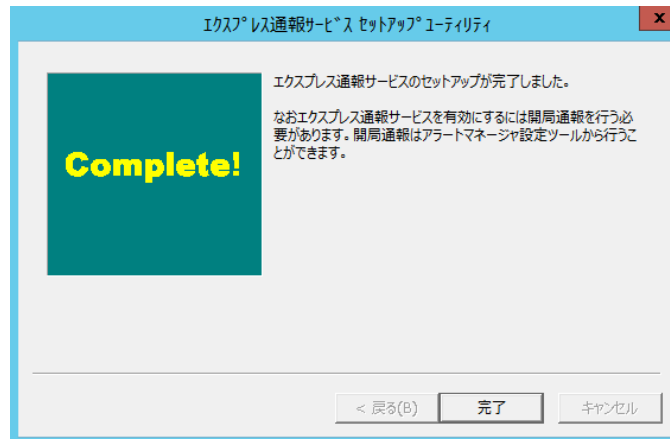 ｴｸｽﾌﾟﾚｽ通報ｻｰﾋﾞｽ ｾｯﾄｱｯﾌﾟﾕｰﾃｨﾘﾃｨ
x
エクスプレス通報サービスのセットアップが完了しました。
なおエクスプレス通報サービスを有効にするには開局通報を行う必
要があります。開局通報はアラートマネージャ設定ツールから行うこ
とができます。
Complete!
< 戻る(B)
完了
キャンセル